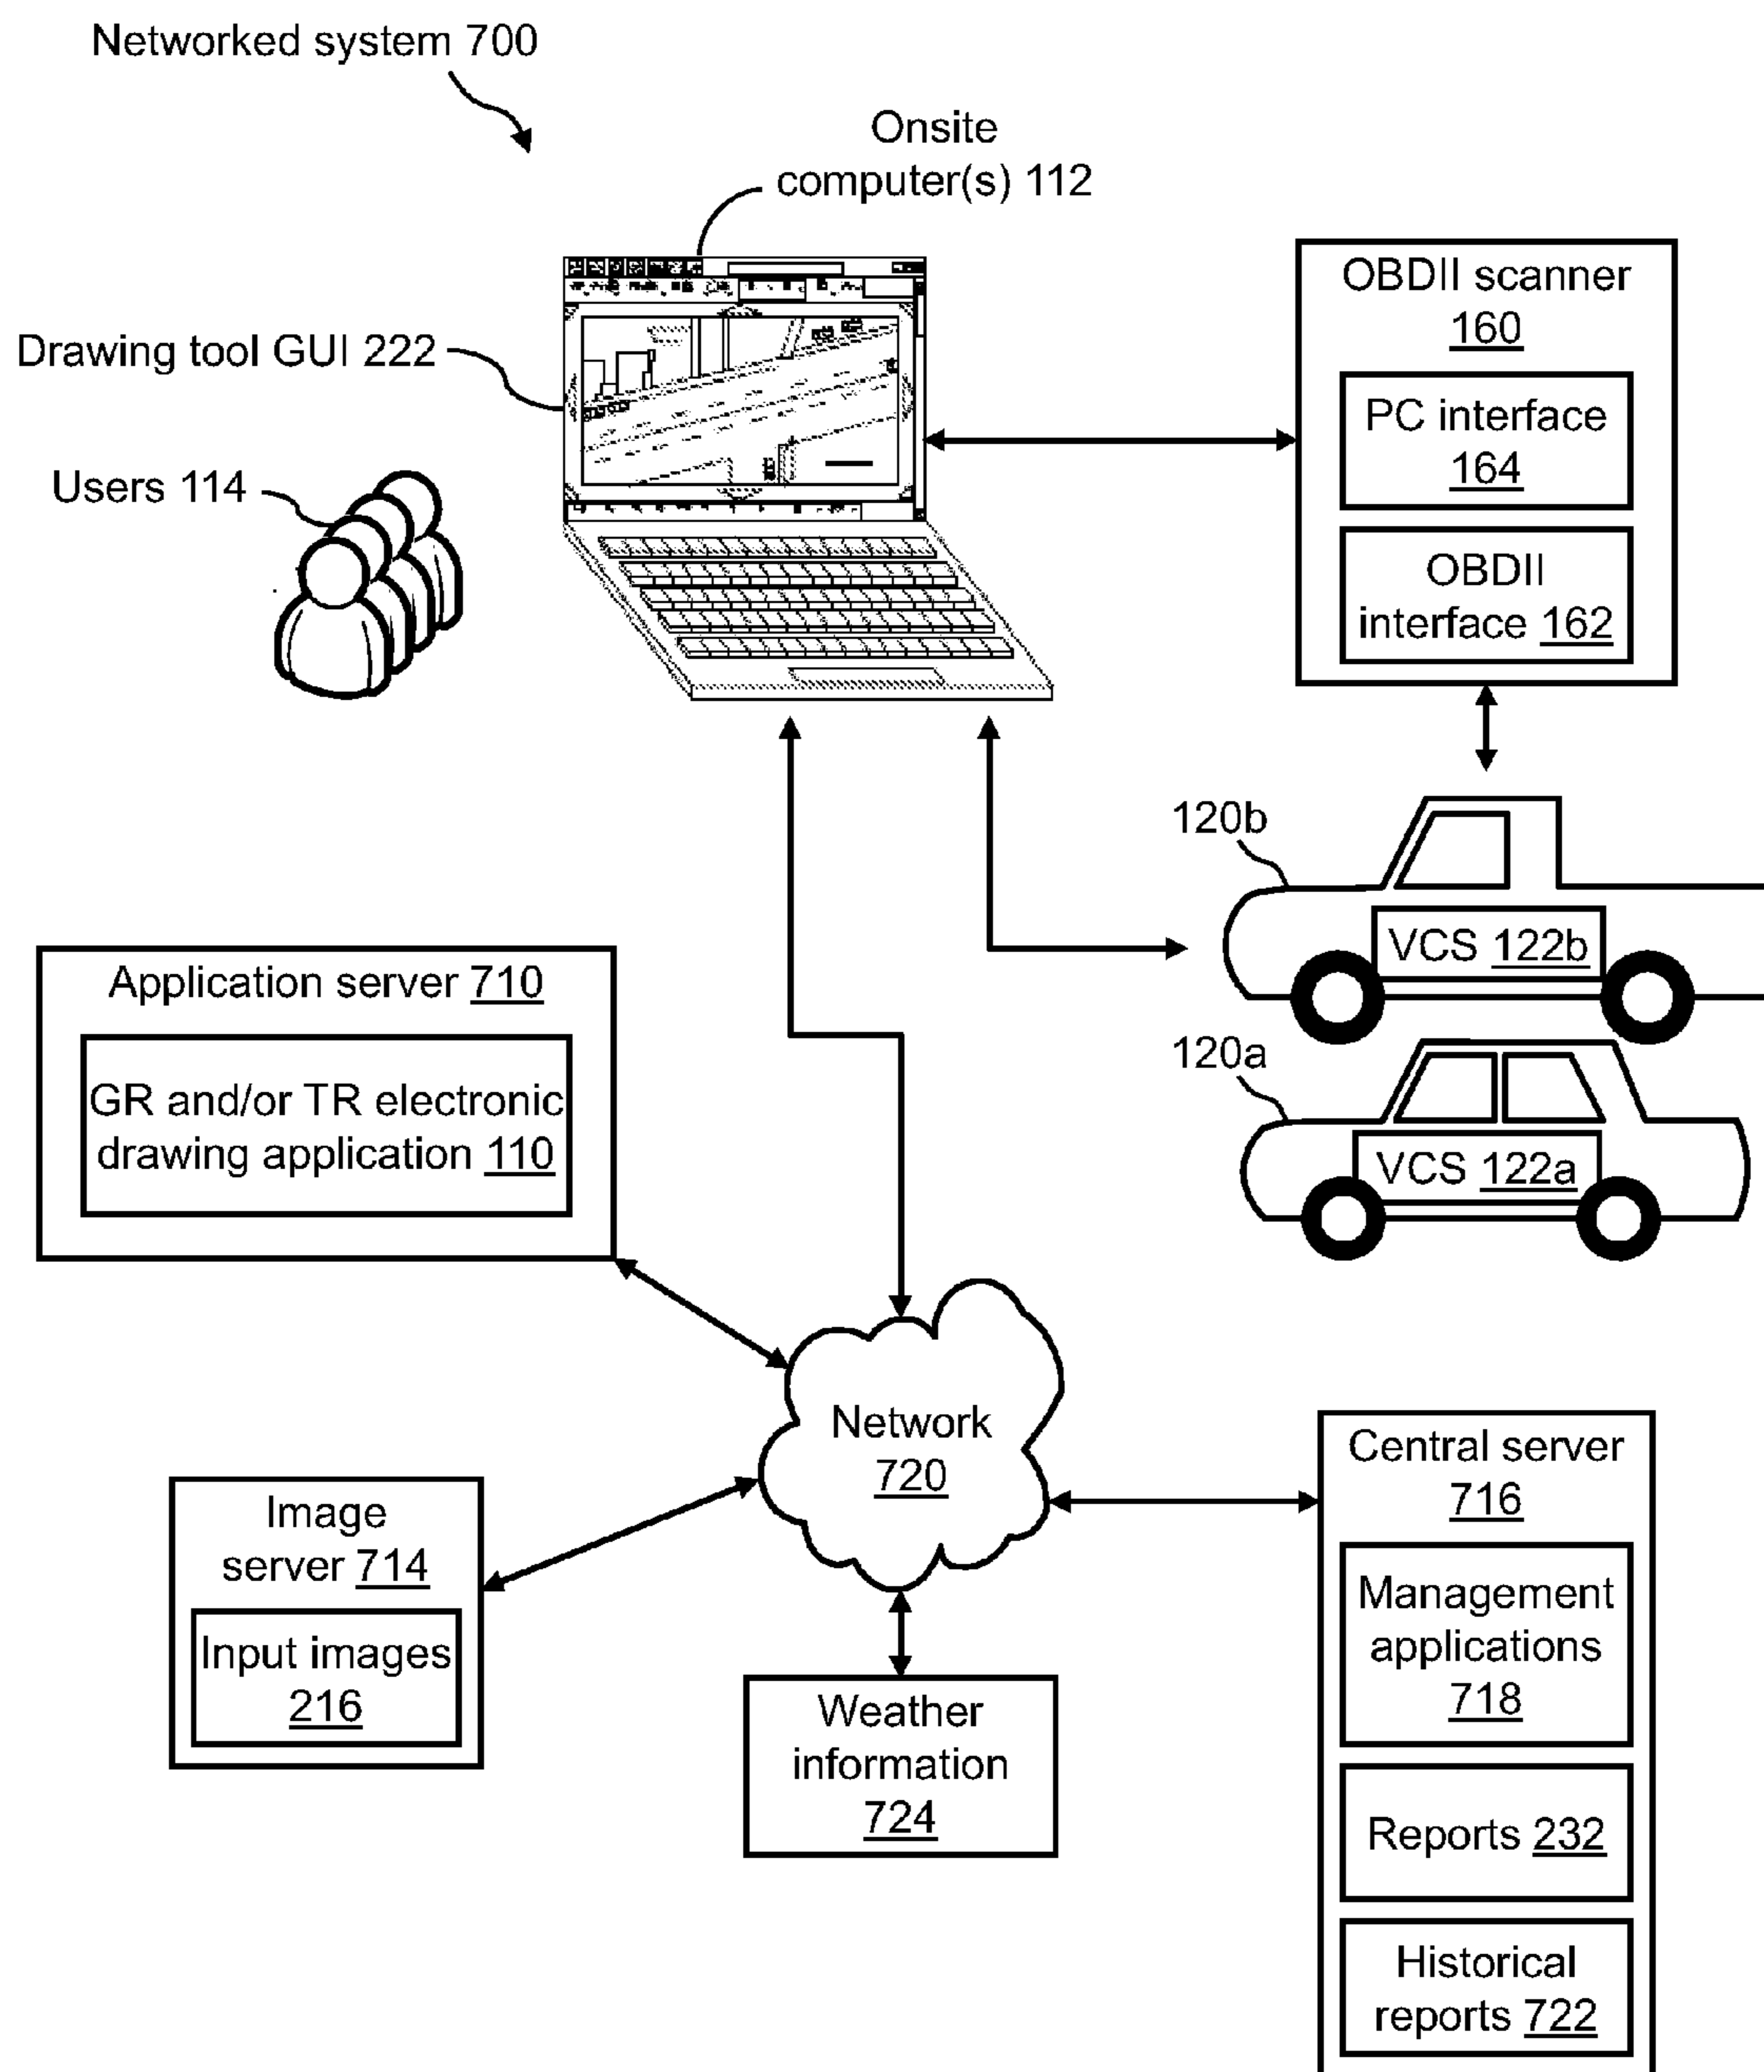 Networked system 700
Onsite
computer(s) 112
Drawing tool GUI 222
Users 114
OBDII scanner
160
PC interface
164
OBDII
interface 162
120b
VCS 122b
120a
VCS 122a
Application server 710
GR and/or TR electronic
drawing application 110
Network
720
Image
server 714
Input images
216
Weather
information
724
Central server
716
Management
applications
718
Reports 232
Historical
reports 722